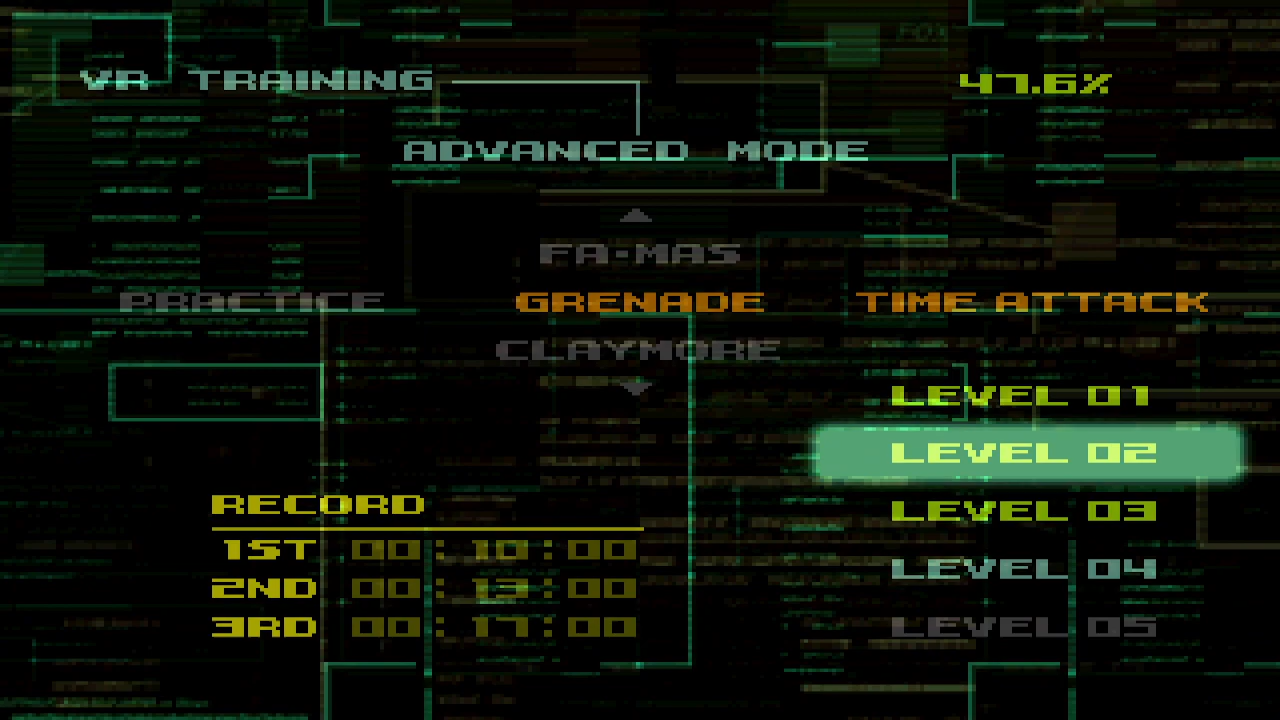 VR TRAINING 47.6%
ADVANCED MODE
FA-MAS
PRACTICE GRENADE TIME ATTACK
CLAYMORE
LEVEL 01
LEVEL 02
LEVEL 03
LEVEL 04
LEVEL 05
RECORD
1ST 00:10:00
2ND 00:13:00
3RD 00:17:00